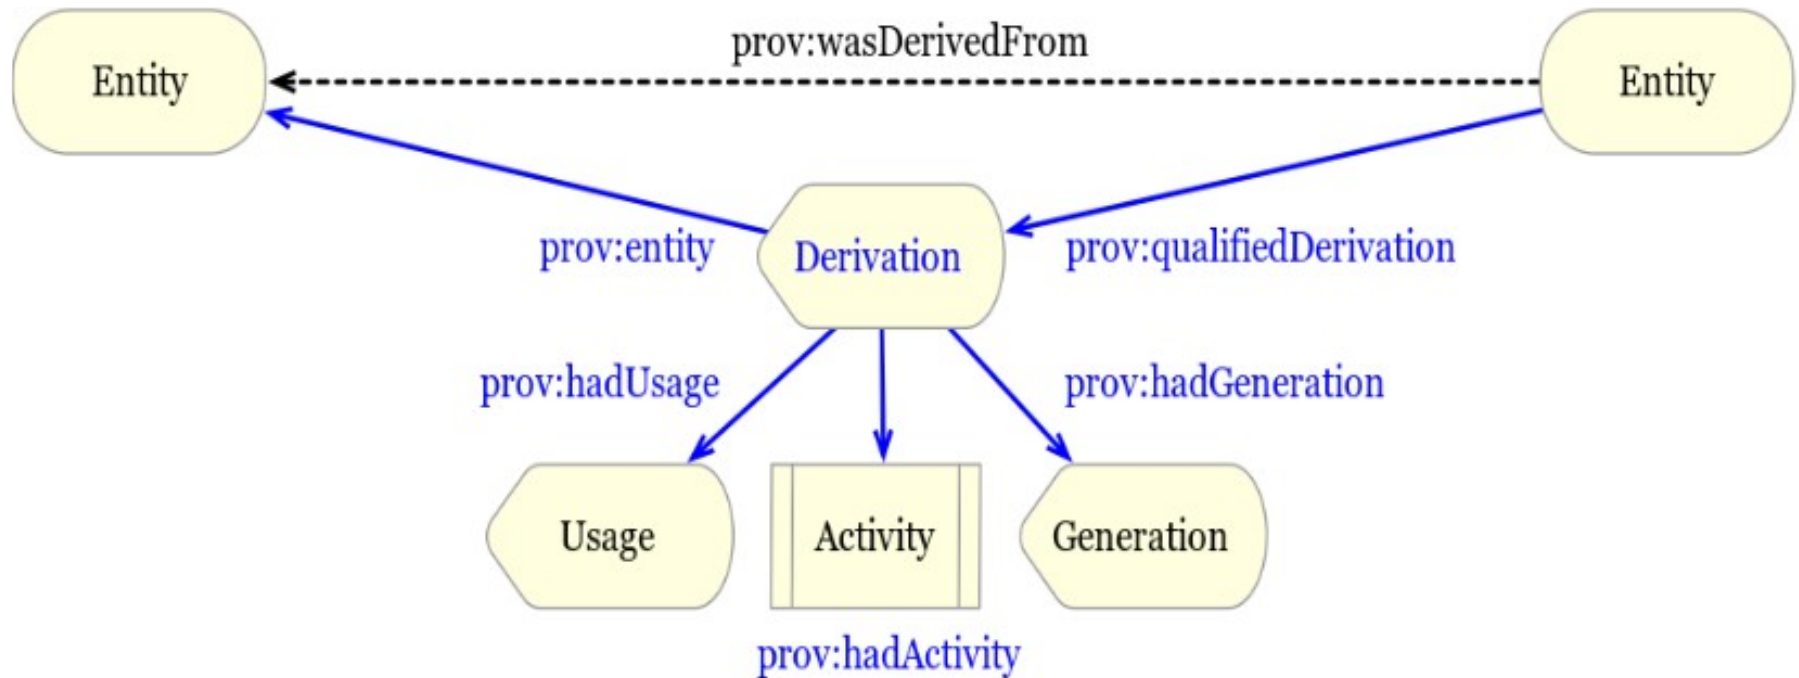 prov:wasDerivedFrom
Entity
Entity
Derivation
prov:entity
prov:qualifiedDerivation
prov:hadUsage
prov:hadGeneration
Usage
Activity
Generation
prov:hadActivity